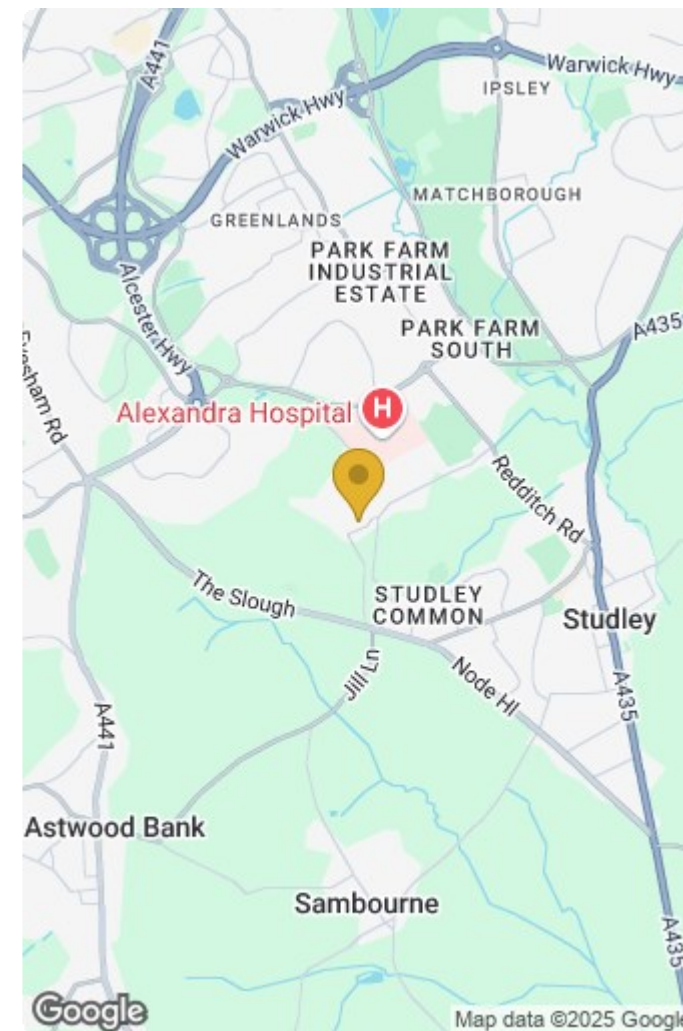 A441
Warwick Hwy
Warwick Hwy
IPSLEY
MATCHBOROUGH
GREENLANDS
PARK FARM
INDUSTRIAL
ESTATE
Alcester Hwy
PARK FARM
SOUTH
A435
Evesham Rd
Alexandra Hospital
H
Redditch Rd
The Slough
STUDLEY
COMMON
Studley
Jill Ln
Node Hl
A435
A441
Astwood Bank
Sambourne
A435
Google
Map data ©2025 Google